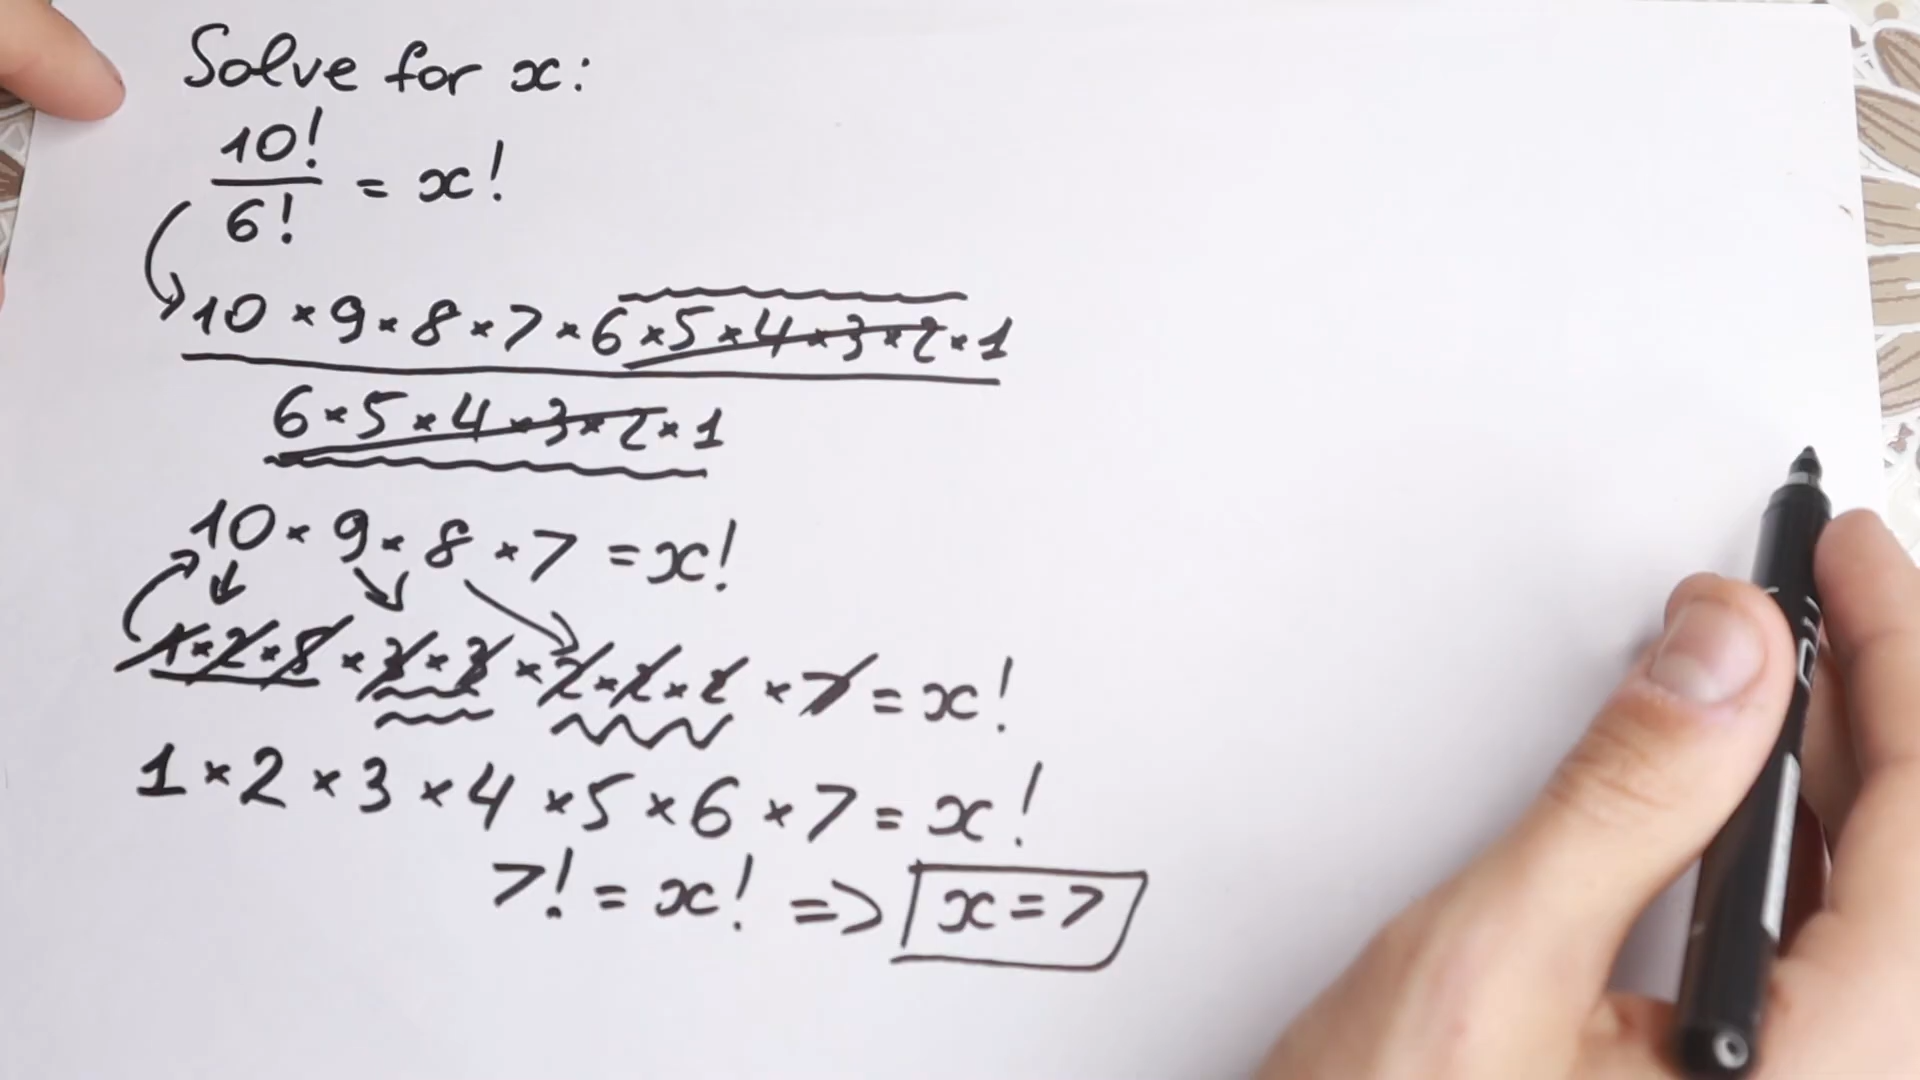 Solve for x:
10!
6!
= x!
10 × 9 × 8 × 7 × 6 × 5 × 4 × 3 × 2 × 1
6 × 5 × 4 × 3 × 2 × 1
10 × 9 × 8 × 7 = x!
1 × 2 × 5 × 3 × 3 × 2 × 2 × 2 × 7 = x!
1 × 2 × 3 × 4 × 5 × 6 × 7 = x!
7! = x! => x = 7